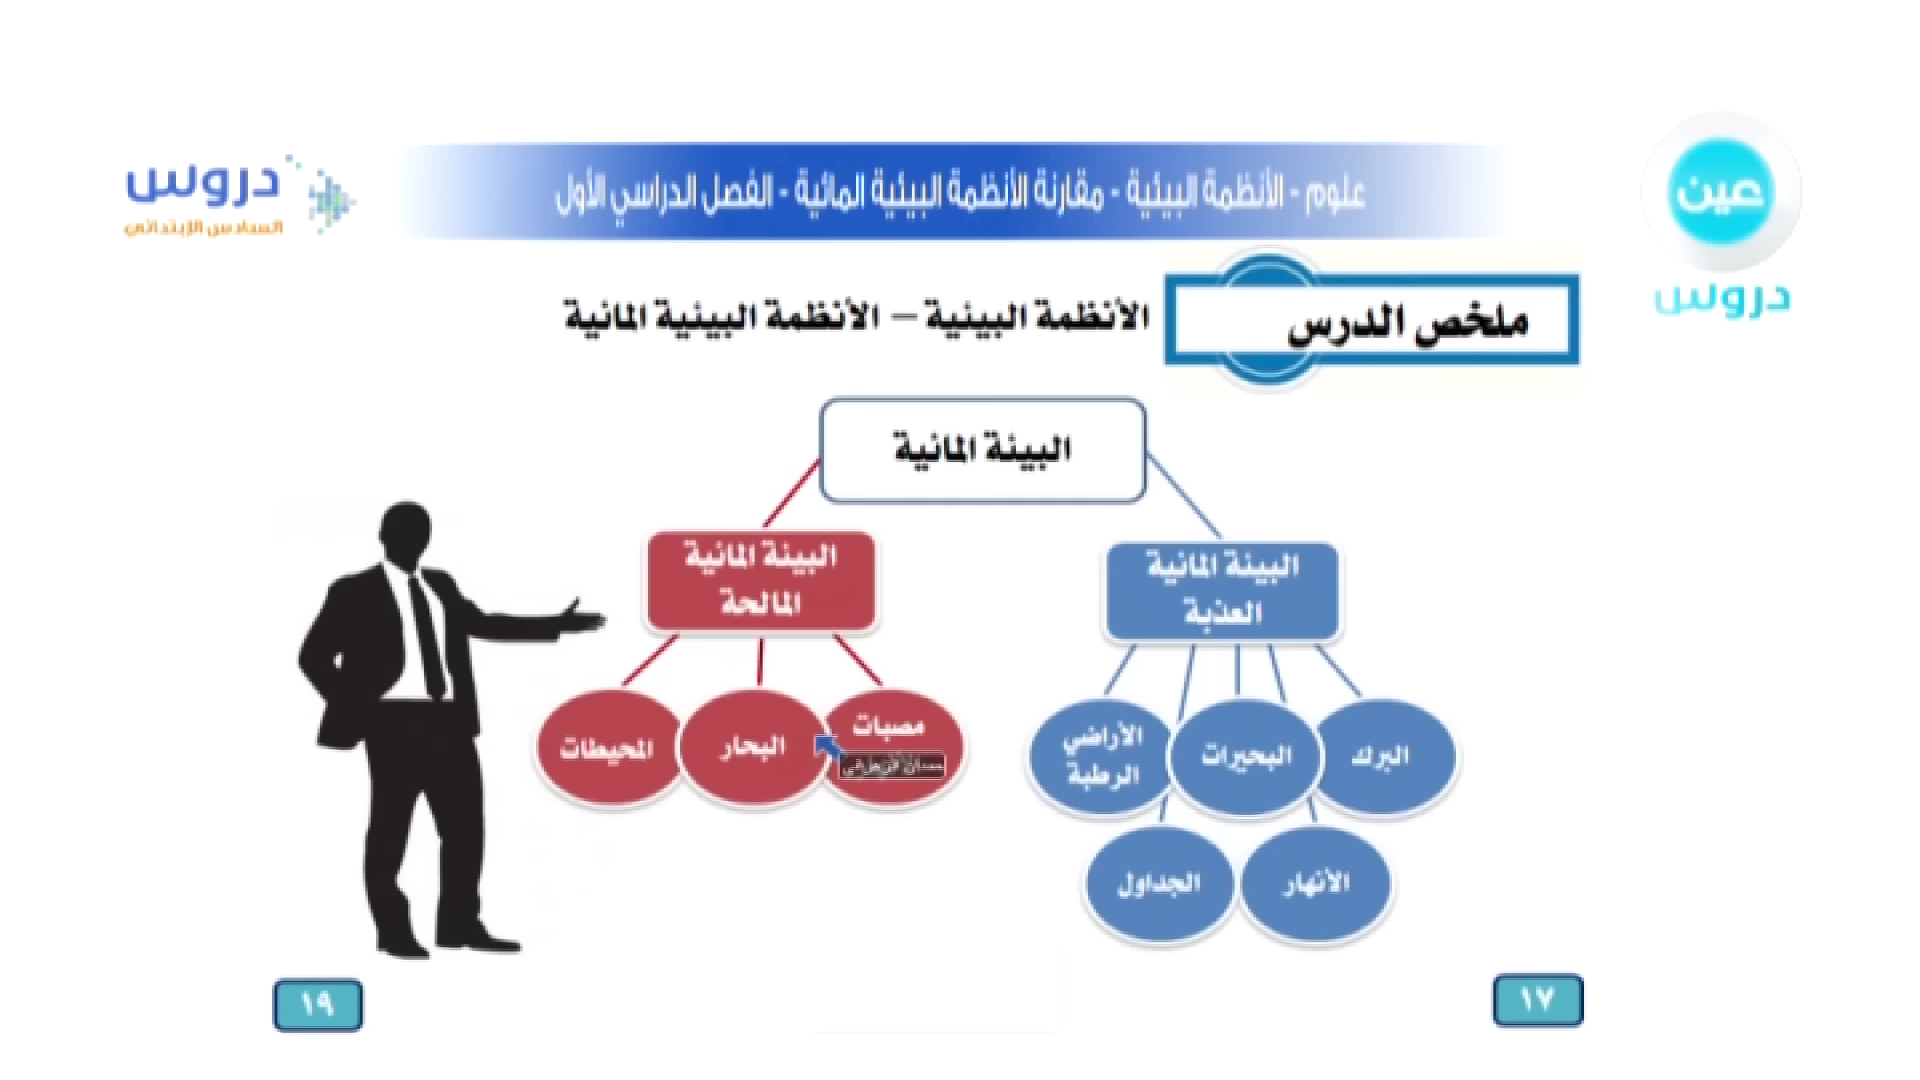 عين
دروس
دروس
السادس الإبتدائي
علوم - الأنظمة البيئية - مقارنة الأنظمة البيئية المائية - الفصل الدراسي الأول
ملخص الدرس
الأنظمة البيئية – الأنظمة البيئية المائية
البيئة المائية
البيئة المائية
العذبة
البيئة المائية
المالحة
البرك
البحيرات
الأراضي
الرطبة
الأنهار
الجداول
مصبات
البحار
المحيطات
١٧
١٩